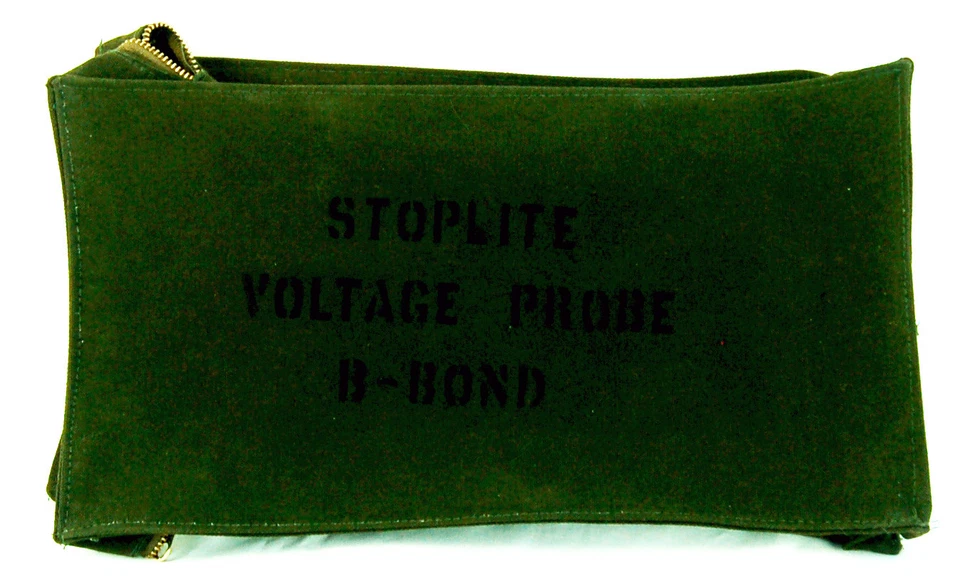 STOPLITE
VOLTAGE PROBE
B-BOND